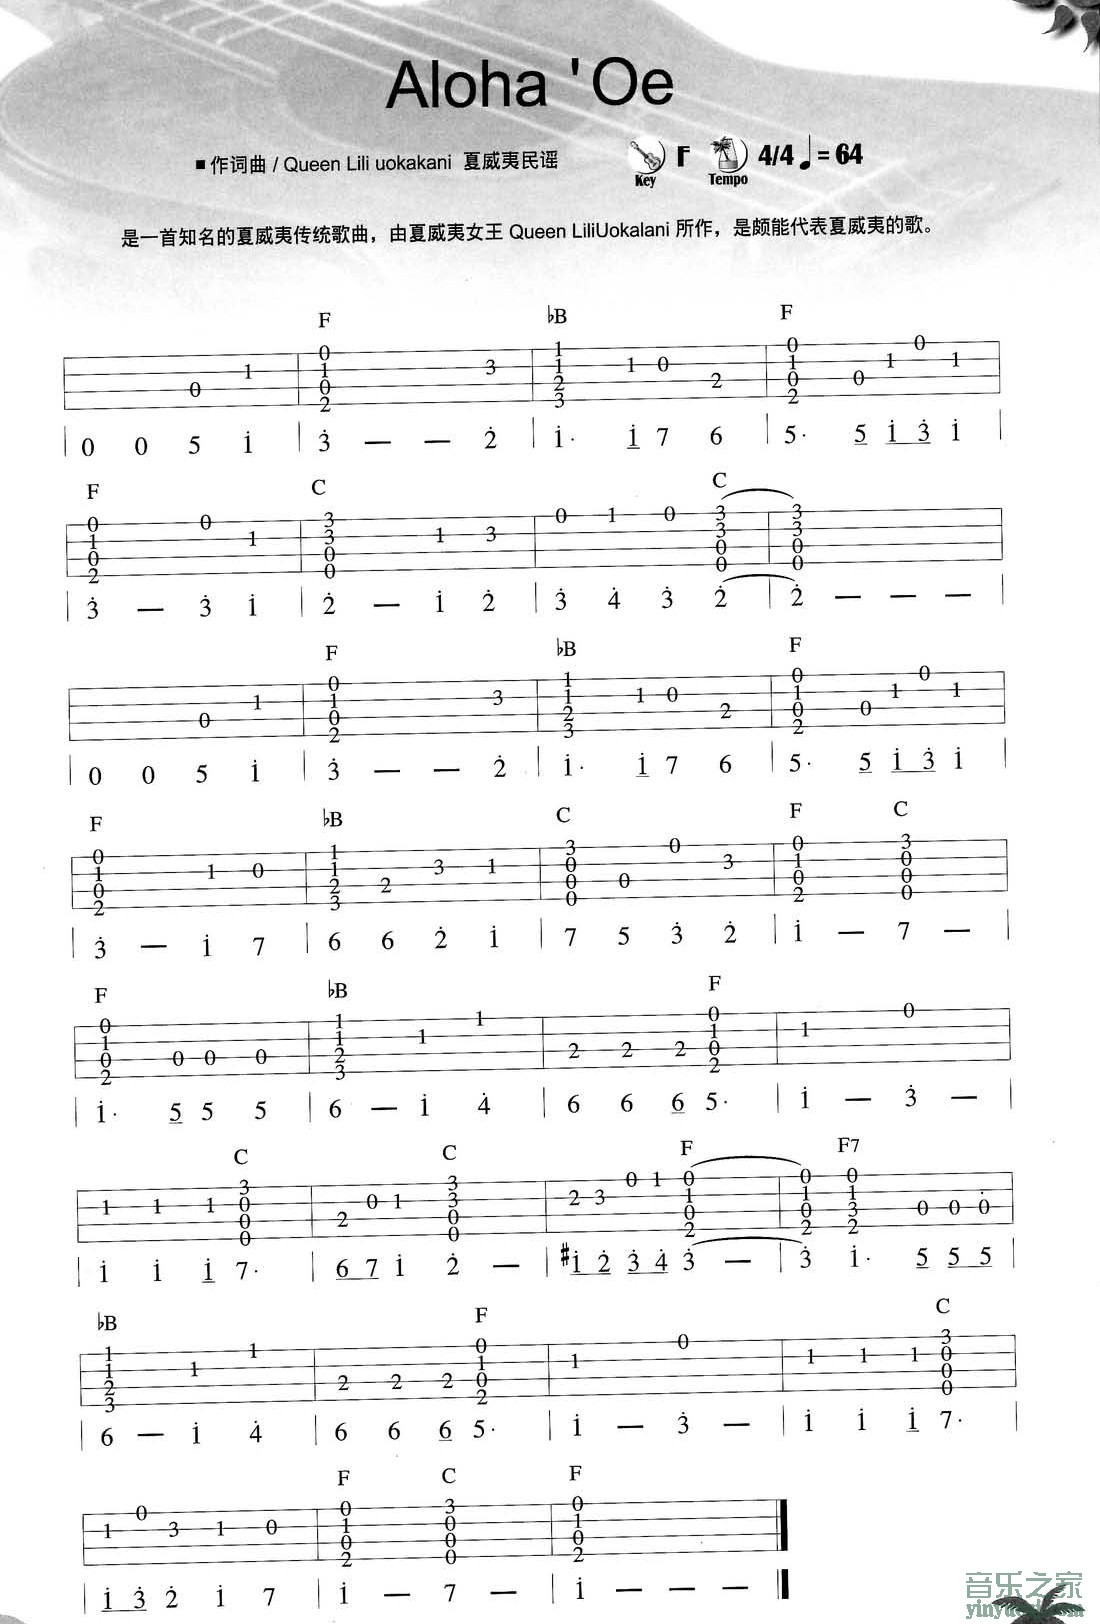 Aloha 'Oe
■ 作词曲 / Queen Lili uokakani 夏威夷民谣
Key F Tempo 4/4 ♩= 64
是一首知名的夏威夷传统歌曲，由夏威夷女王 Queen LiliUokalani 所作，是颇能代表夏威夷的歌。
F ♭B F
| 0 0 5 i | 3̇ — — 2̇ | i· i 7 6 | 5· 5 i 3̇ i |
F C C
| 3̇ — 3̇ i | 2̇ — i 2̇ | 3̇ 4̇ 3̇ 2̇ | 2̇ — — — |
F ♭B F
| 0 0 5 i | 3̇ — — 2̇ | i· i 7 6 | 5· 5 i 3̇ i |
F ♭B C F C
| 3̇ — i 7 | 6 6 2̇ i | 7 5 3̇ 2̇ | i — 7 — |
F ♭B F
| i· 5 5 5 | 6 — i 4̇ | 6 6 6 5· | i — 3̇ — |
C C F F7
| i i i 7· | 6 7 i 2̇ — | #i 2̇ 3̇ 4̇ 3̇ — | 3̇ i· 5 5 5 |
♭B F C
| 6 — i 4̇ | 6 6 6 5· | i — 3̇ — | i i i 7· |
F C F
| i 3̇ 2̇ i 7 | i — 7 — | i — — — ‖
音乐之家